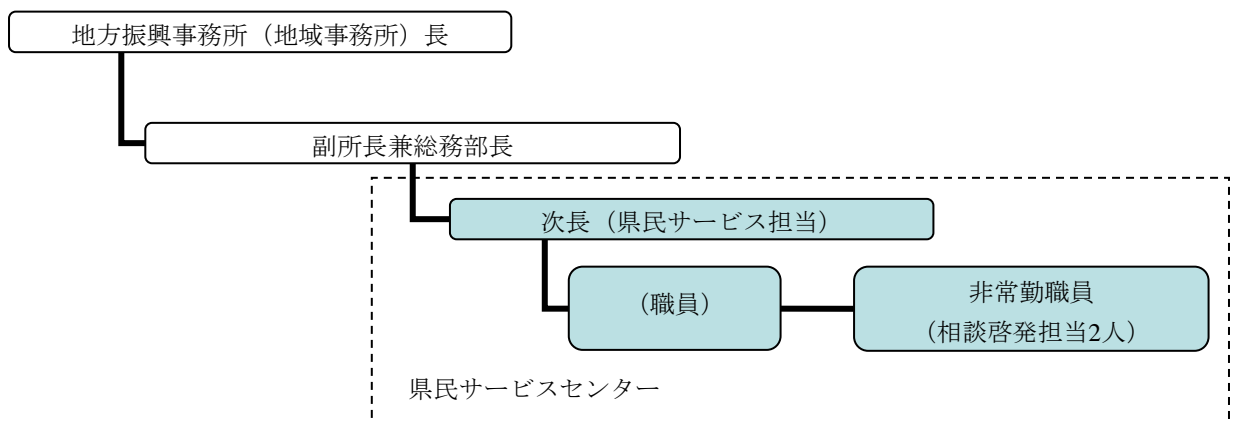 地方振興事務所（地域事務所）長
副所長兼総務部長
次長（県民サービス担当）
（職員）
非常勤職員
（相談啓発担当2人）
県民サービスセンター